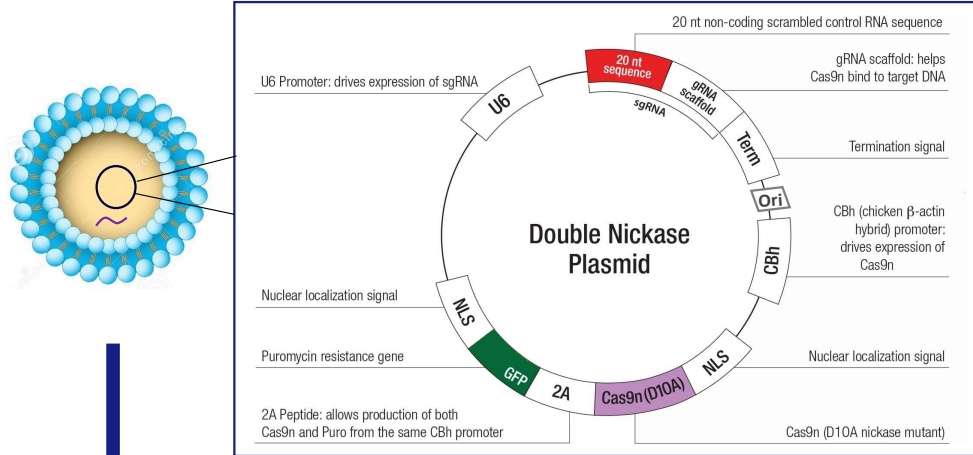 20 nt non-coding scrambled control RNA sequence
gRNA scaffold: helps
Cas9n bind to target DNA
U6 Promoter: drives expression of sgRNA
20 nt
sequence
gRNA
scaffold
sgRNA
U6
Term
Termination signal
Ori
CBh (chicken β-actin
hybrid) promoter:
drives expression of
Cas9n
CBh
Double Nickase
Plasmid
Nuclear localization signal
NLS
Puromycin resistance gene
GFP
2A
Cas9n (D10A)
NLS
Nuclear localization signal
2A Peptide: allows production of both
Cas9n and Puro from the same CBh promoter
Cas9n (D10A nickase mutant)